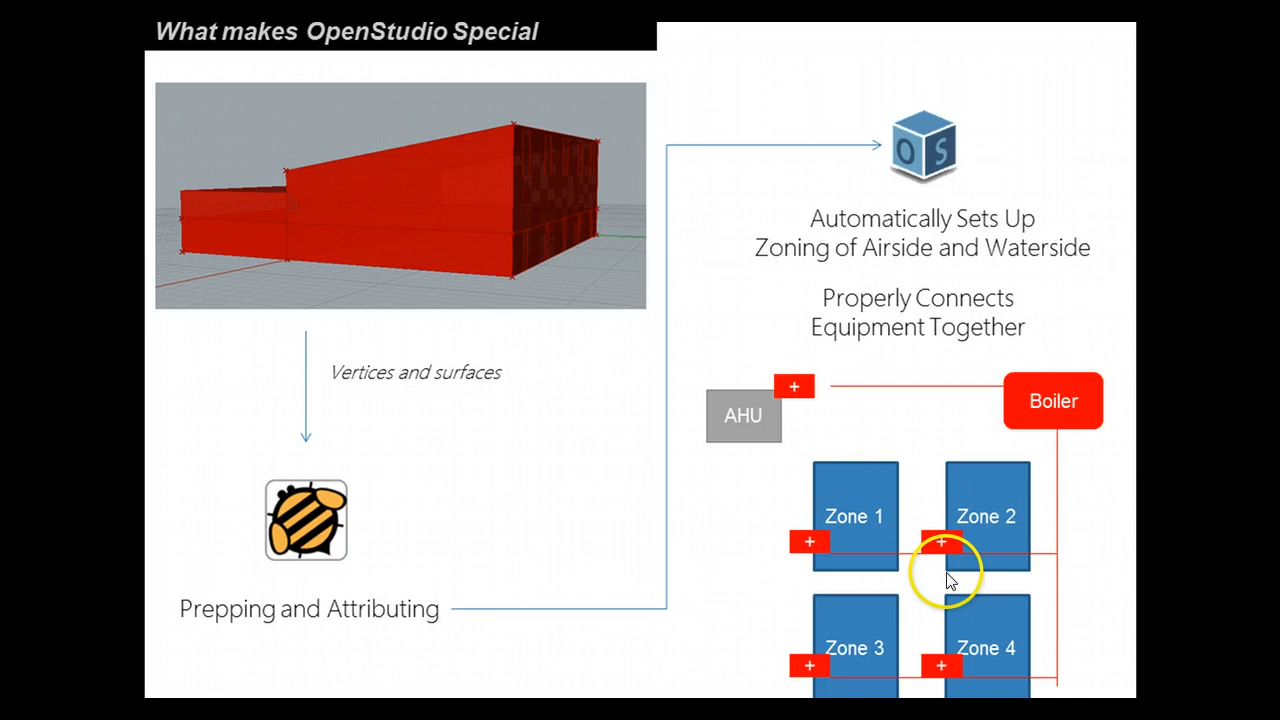 What makes OpenStudio Special
Vertices and surfaces
Prepping and Attributing
O S
Automatically Sets Up
Zoning of Airside and Waterside
Properly Connects
Equipment Together
+
AHU
Boiler
Zone 1
Zone 2
+
+
Zone 3
Zone 4
+
+